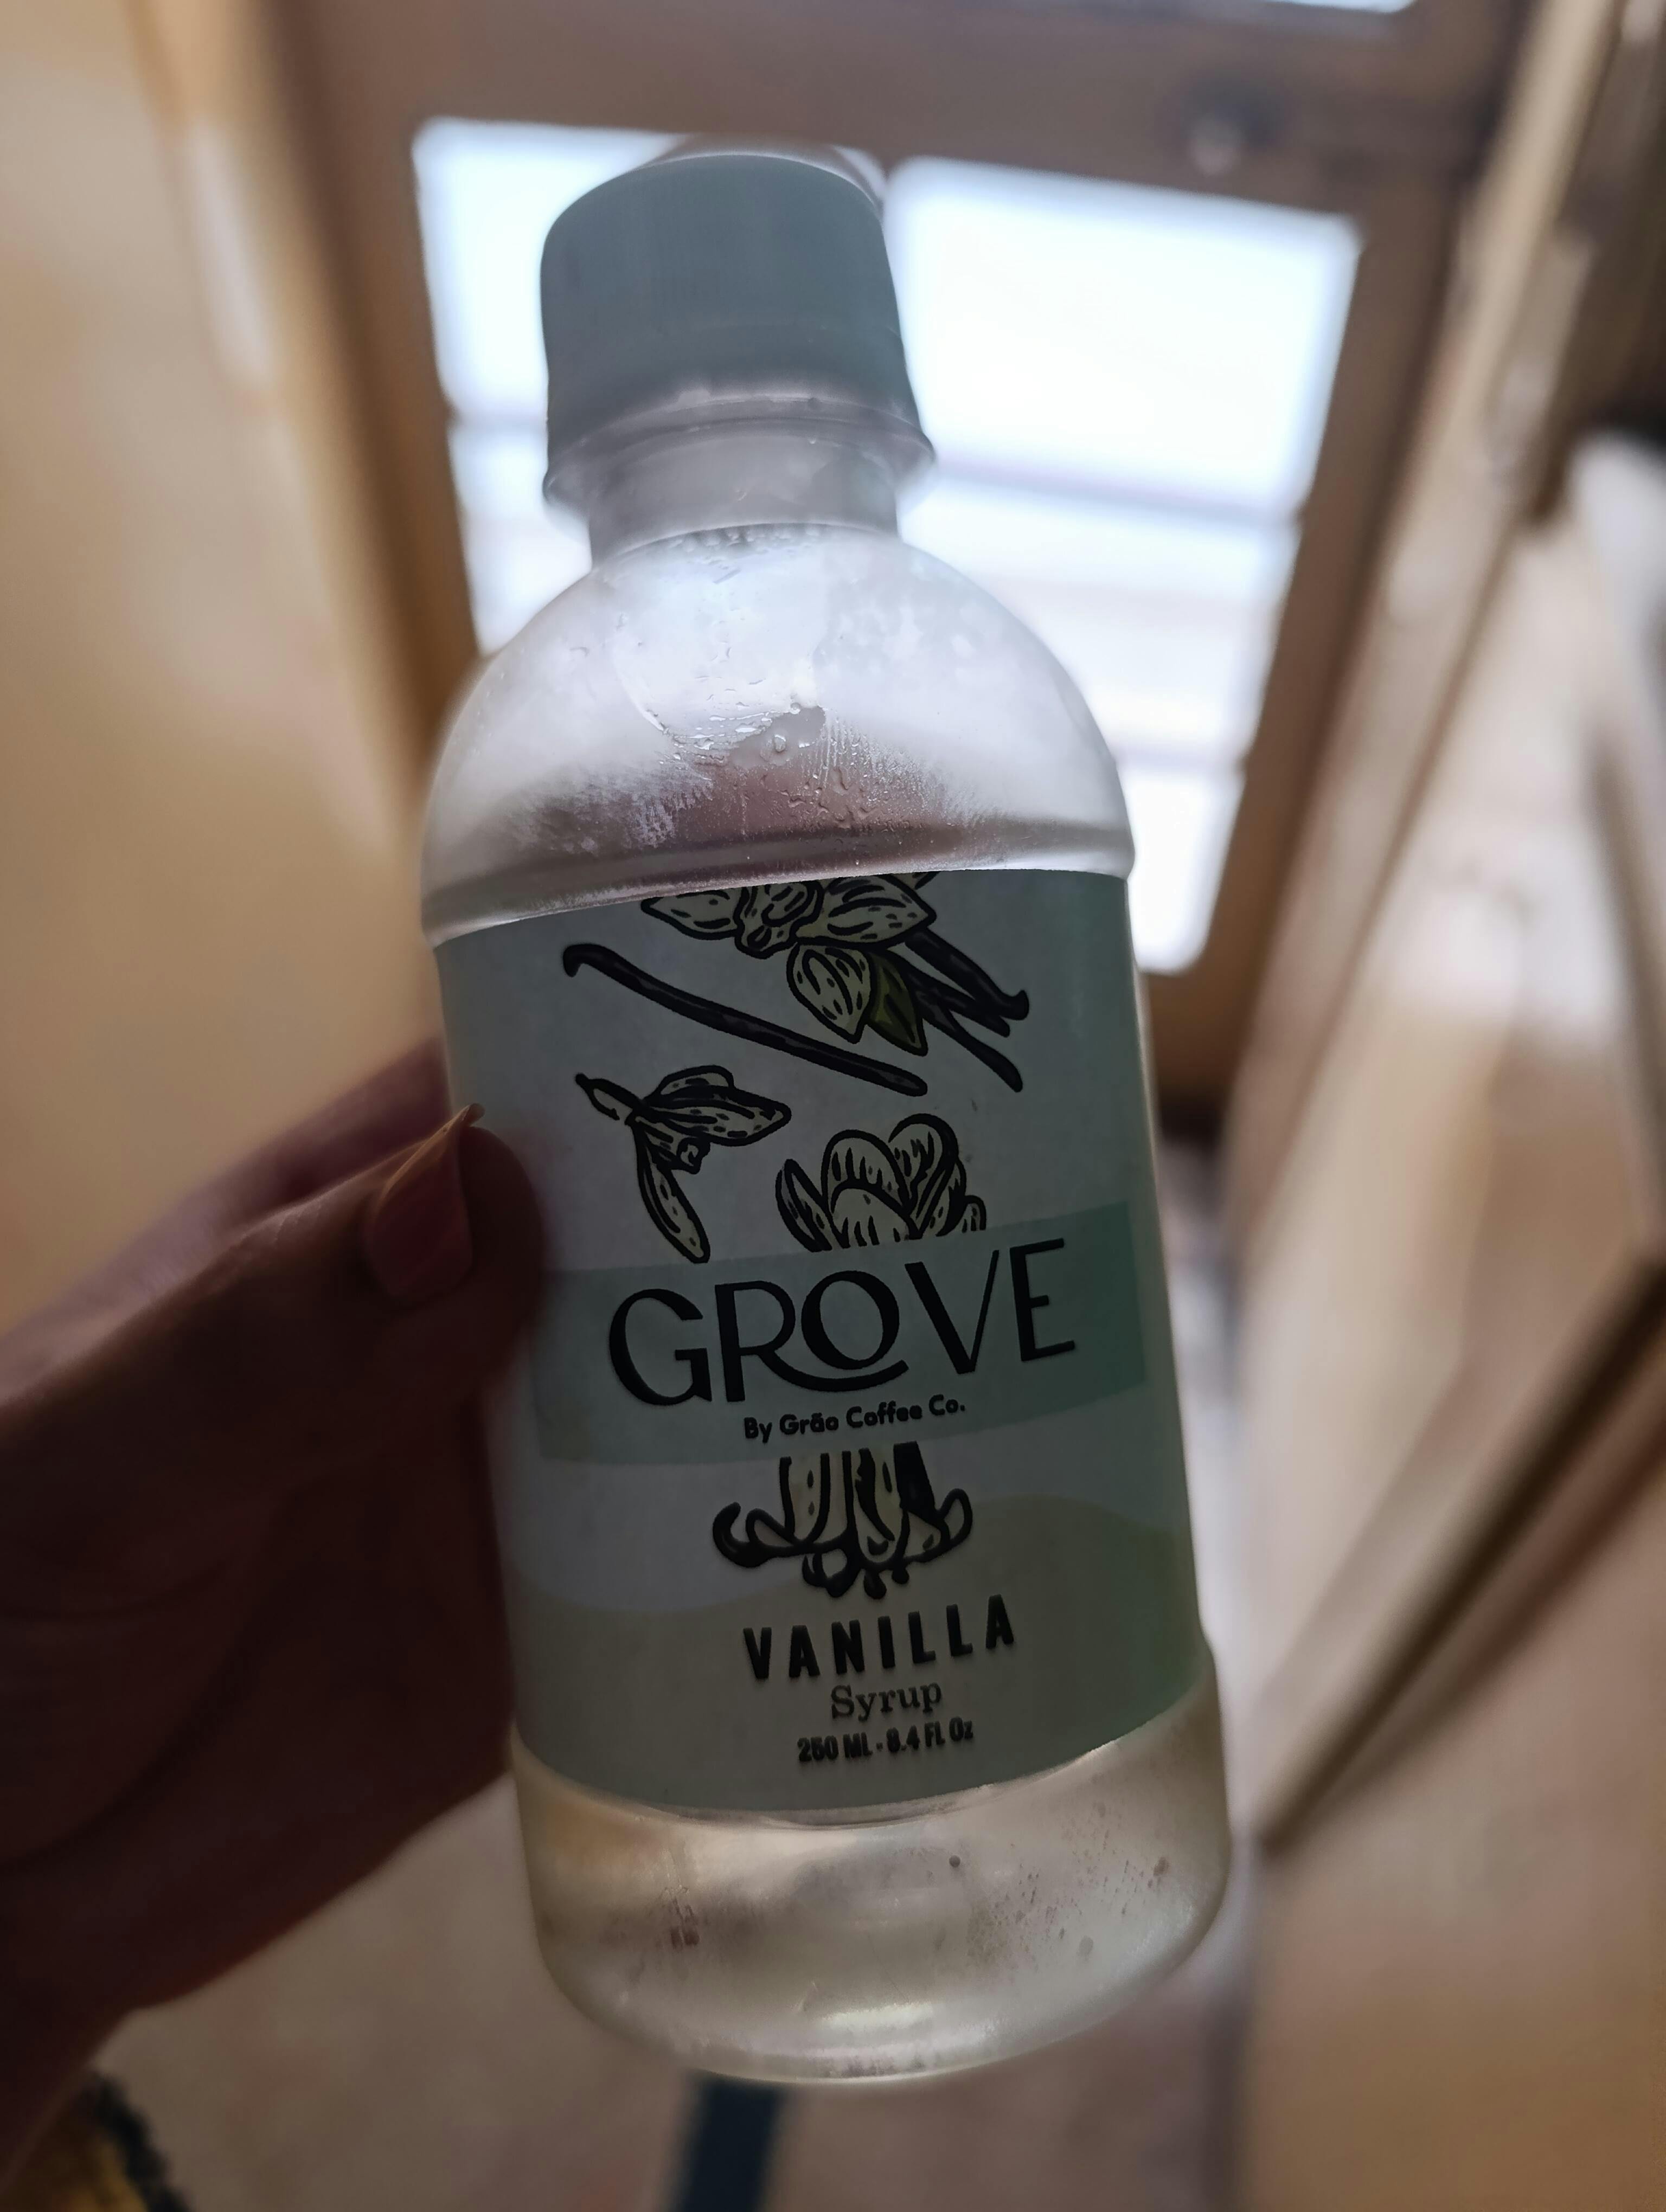 GROVE
By Grão Coffee Co.
VANILLA
Syrup
250 ML · 8.4 FL Oz